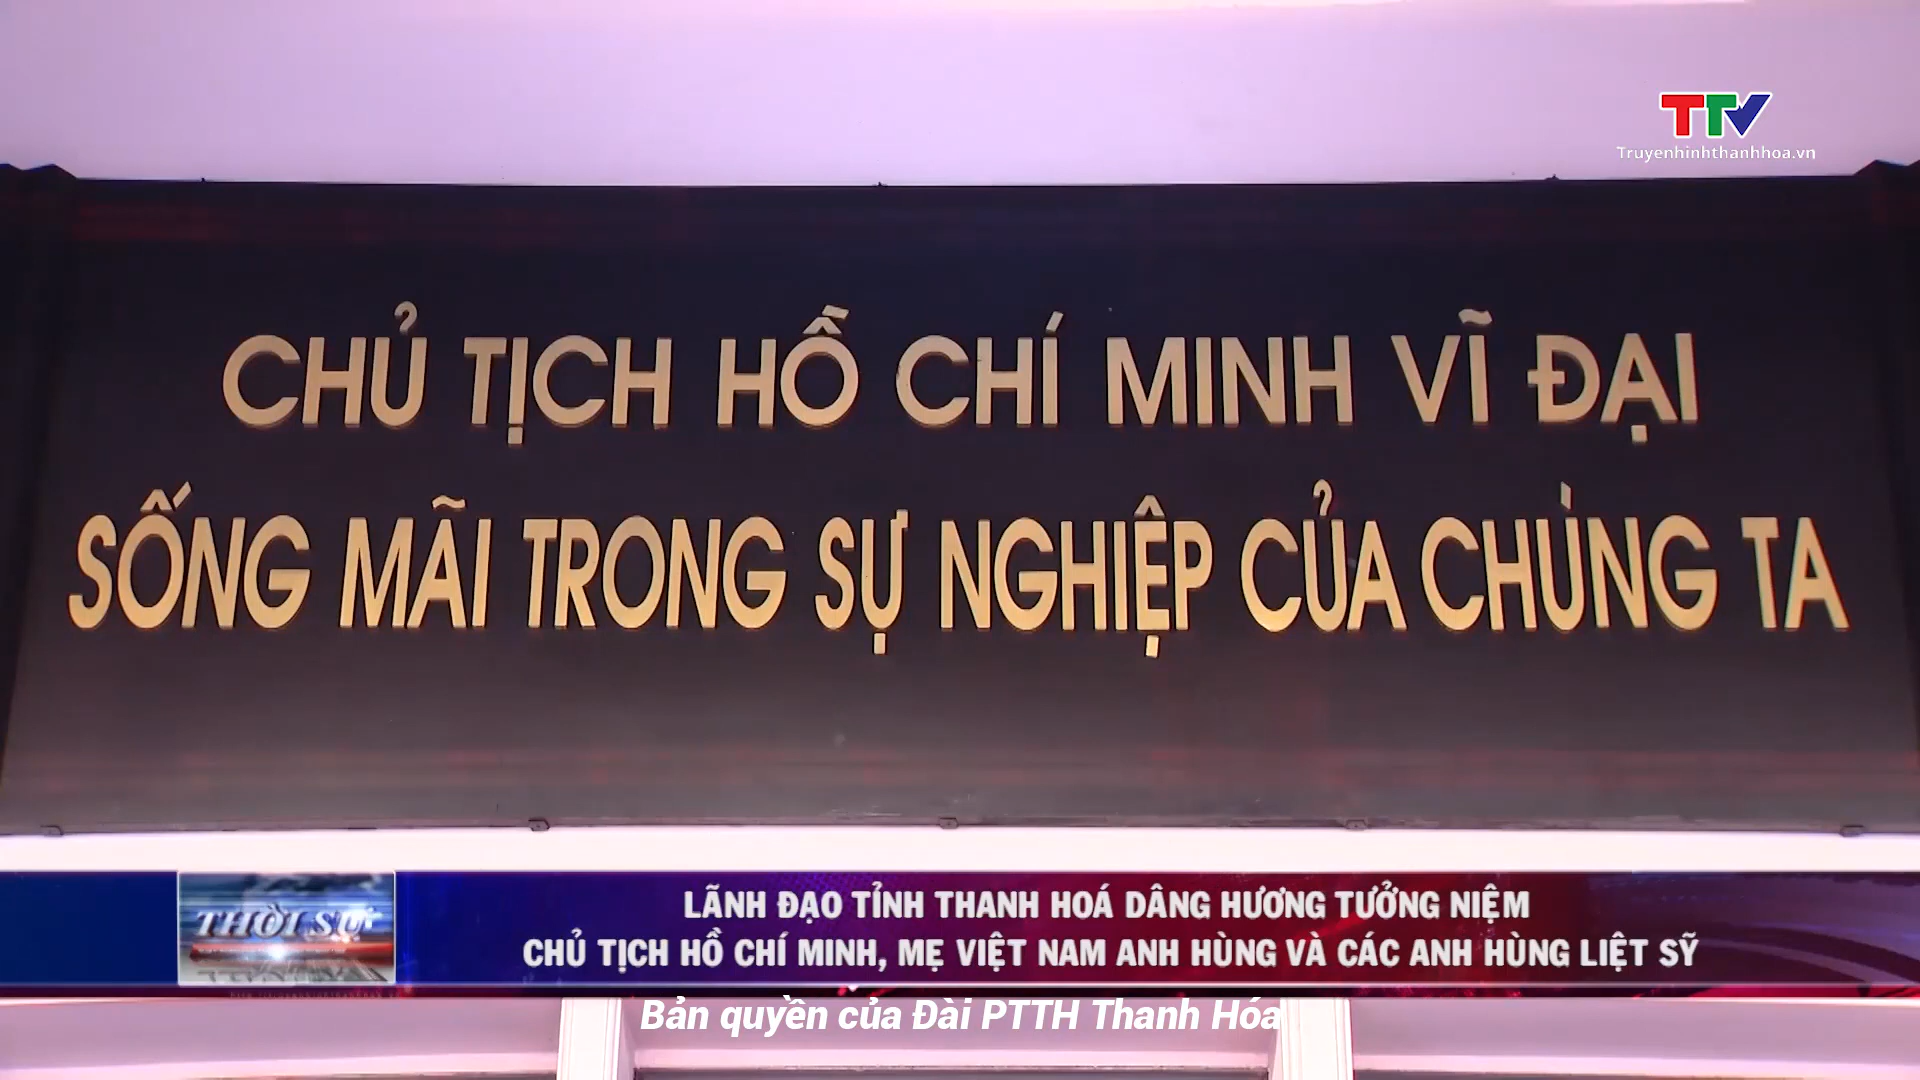 TTV
Truyenhinhthanhhoa.vn
CHỦ TỊCH HỒ CHÍ MINH VĨ ĐẠI
SỐNG MÃI TRONG SỰ NGHIỆP CỦA CHÚNG TA
THỜI SỰ
LÃNH ĐẠO TỈNH THANH HOÁ DÂNG HƯƠNG TƯỞNG NIỆM
CHỦ TỊCH HỒ CHÍ MINH, MẸ VIỆT NAM ANH HÙNG VÀ CÁC ANH HÙNG LIỆT SỸ
Bản quyền của Đài PTTH Thanh Hóa